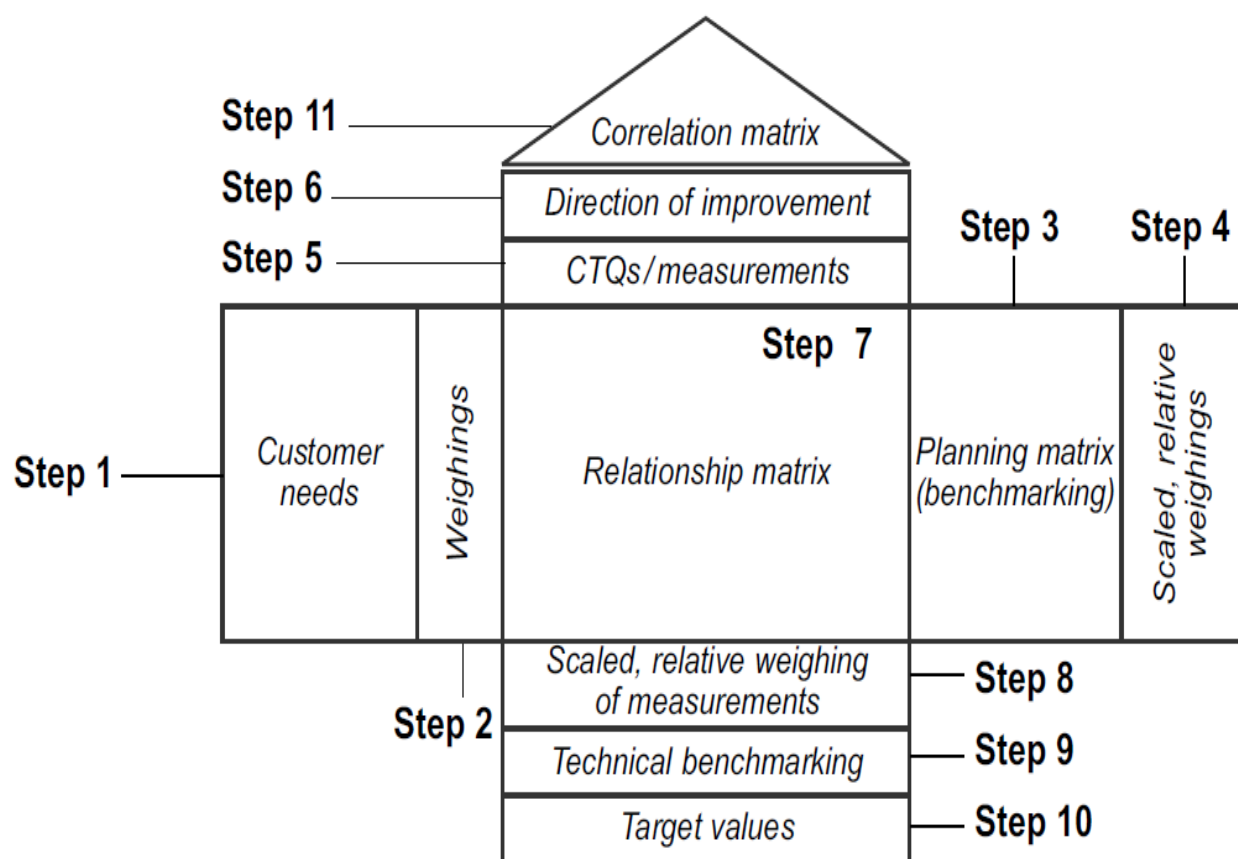 Step 11
Correlation matrix
Step 6
Direction of improvement
Step 3
Step 4
Step 5
CTQs/measurements
Step 7
Step 1
Customer
needs
Weighings
Relationship matrix
Planning matrix
(benchmarking)
Scaled, relative
weighings
Scaled, relative weighing
of measurements
Step 8
Step 2
Technical benchmarking
Step 9
Target values
Step 10